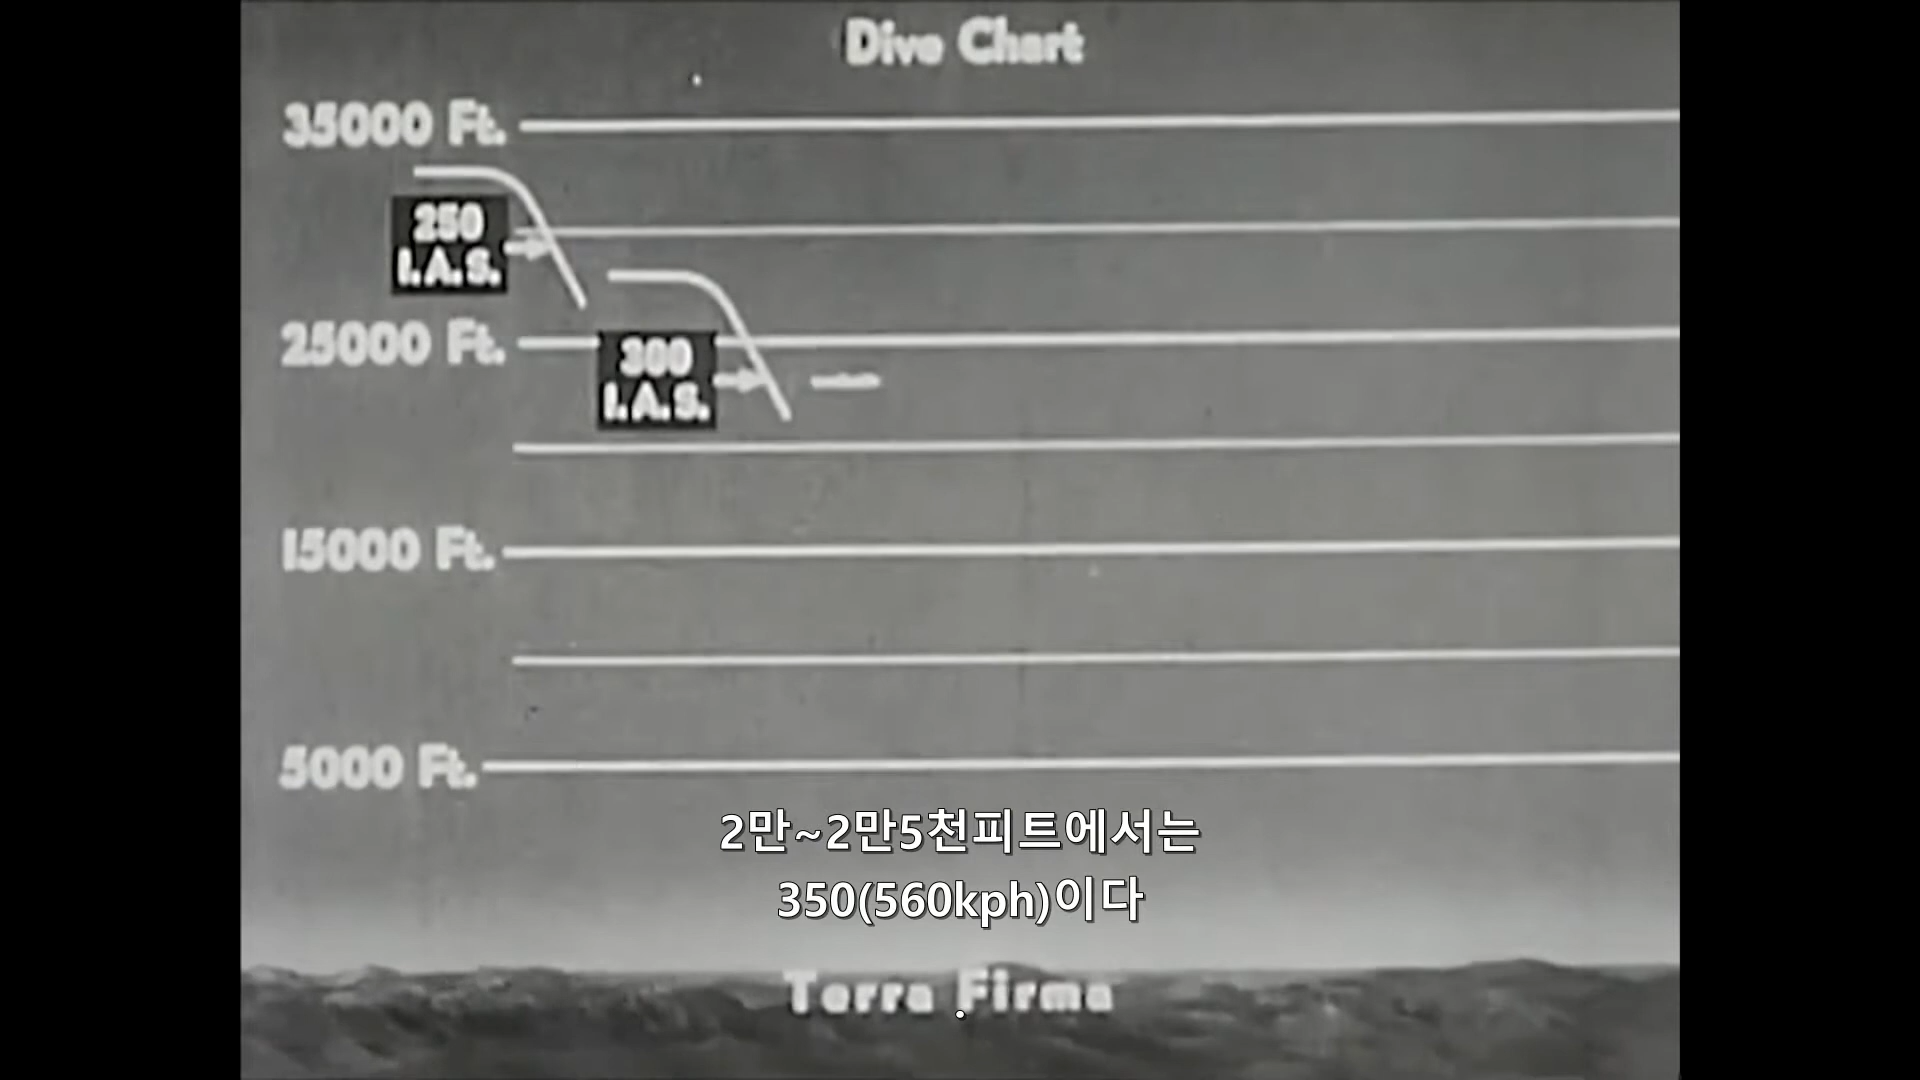 Dive Chart
35000 Ft.
250
I.A.S.
25000 Ft.
300
I.A.S.
15000 Ft.
5000 Ft.
2만~2만5천피트에서는
350(560kph)이다
Terra Firma
.